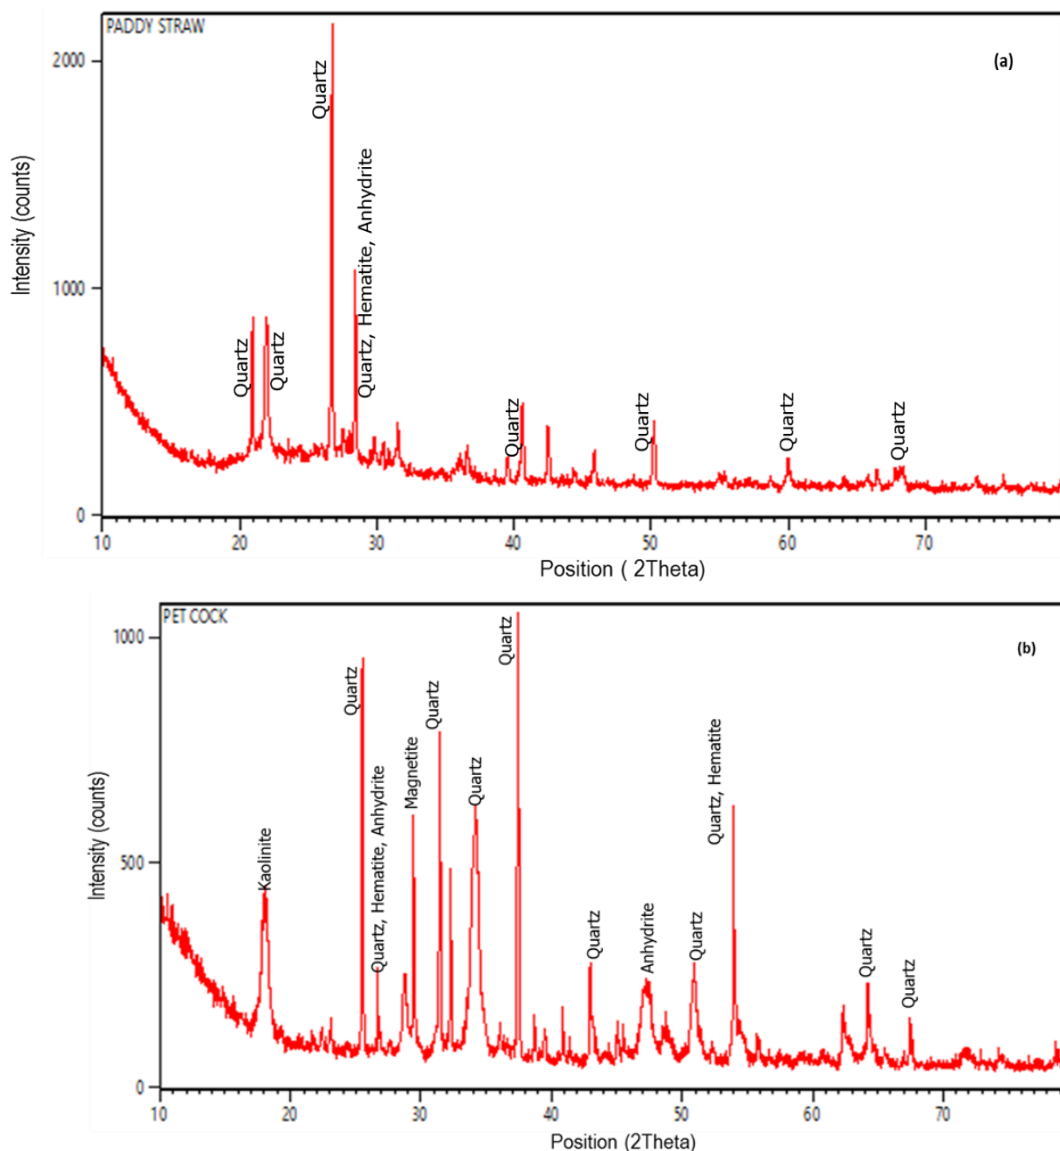 PADDY STRAW
(a)
2000
1000
0
Intensity (counts)
Quartz
Quartz
Quartz
Quartz, Hematite, Anhydrite
Quartz
Quartz
Quartz
Quartz
10 20 30 40 50 60 70
Position ( 2Theta)
PET COCK
(b)
1000
500
0
Intensity (counts)
Kaolinite
Quartz
Quartz, Hematite, Anhydrite
Magnetite
Quartz
Quartz
Quartz
Quartz
Anhydrite
Quartz
Quartz, Hematite
Quartz
Quartz
10 20 30 40 50 60 70
Position (2Theta)